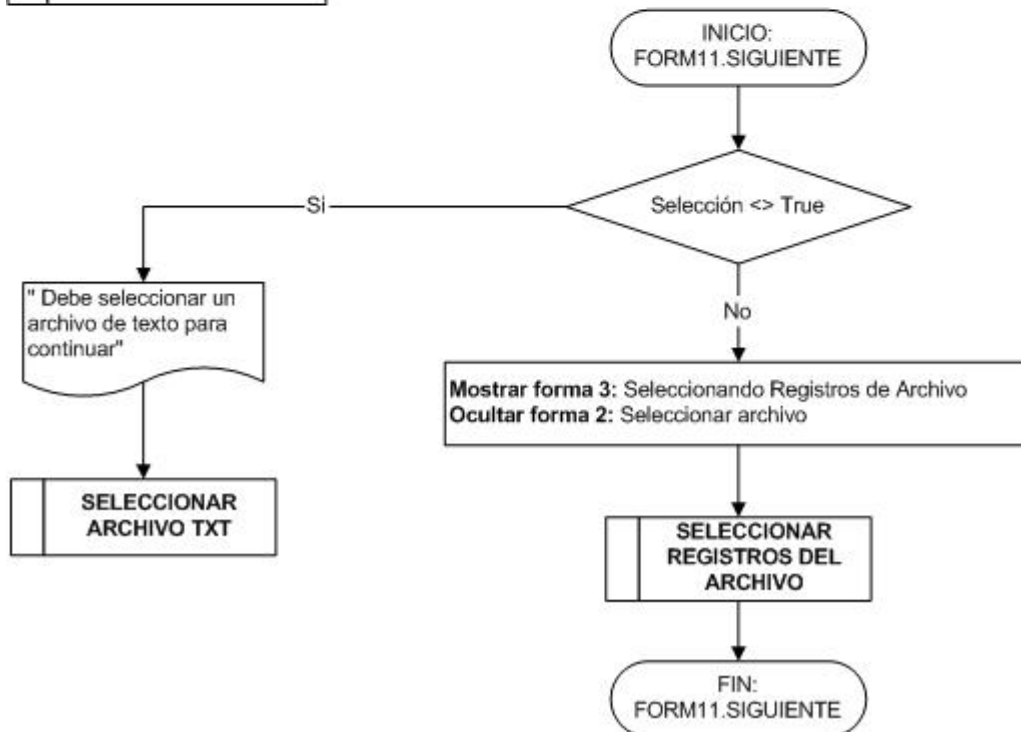 INICIO:
FORM11.SIGUIENTE
Selección <> True
Si
No
" Debe seleccionar un
archivo de texto para
continuar"
Mostrar forma 3: Seleccionando Registros de Archivo
Ocultar forma 2: Seleccionar archivo
SELECCIONAR
ARCHIVO TXT
SELECCIONAR
REGISTROS DEL
ARCHIVO
FIN:
FORM11.SIGUIENTE